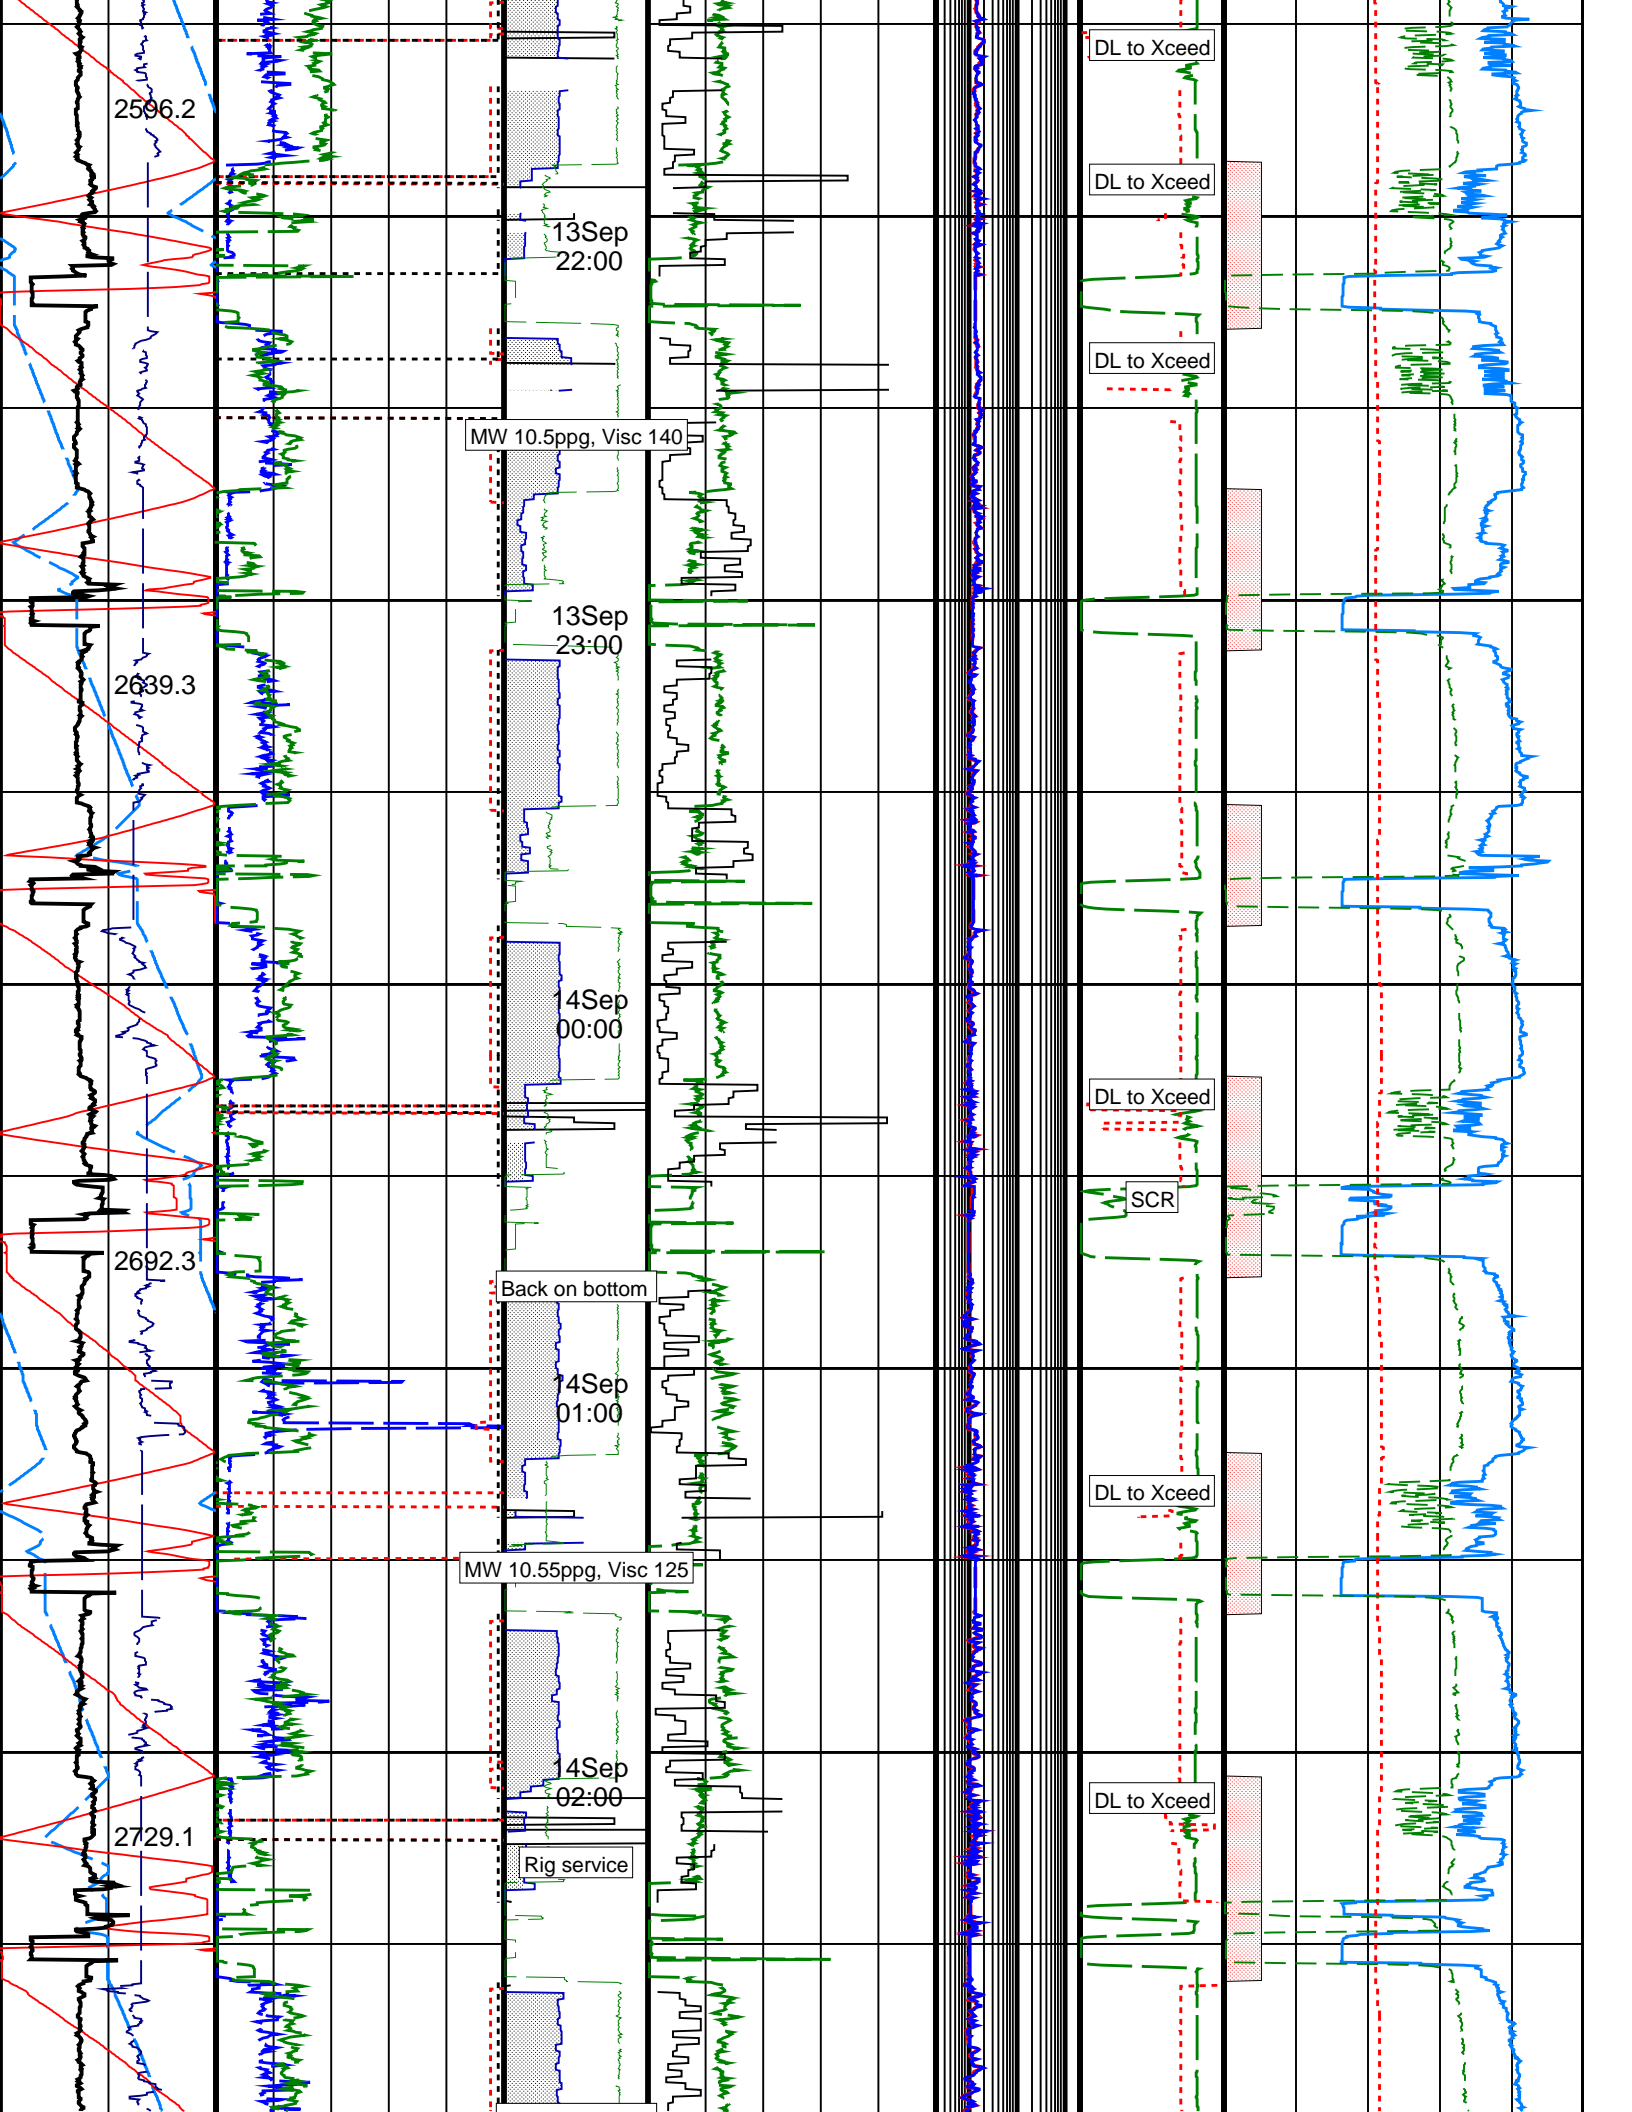 DL to Xceed
2596.2
DL to Xceed
13Sep
22:00
DL to Xceed
MW 10.5ppg, Visc 140
13Sep
23:00
2639.3
14Sep
00:00
DL to Xceed
SCR
2692.3
Back on bottom
14Sep
01:00
DL to Xceed
MW 10.55ppg, Visc 125
14Sep
02:00
DL to Xceed
2729.1
Rig service